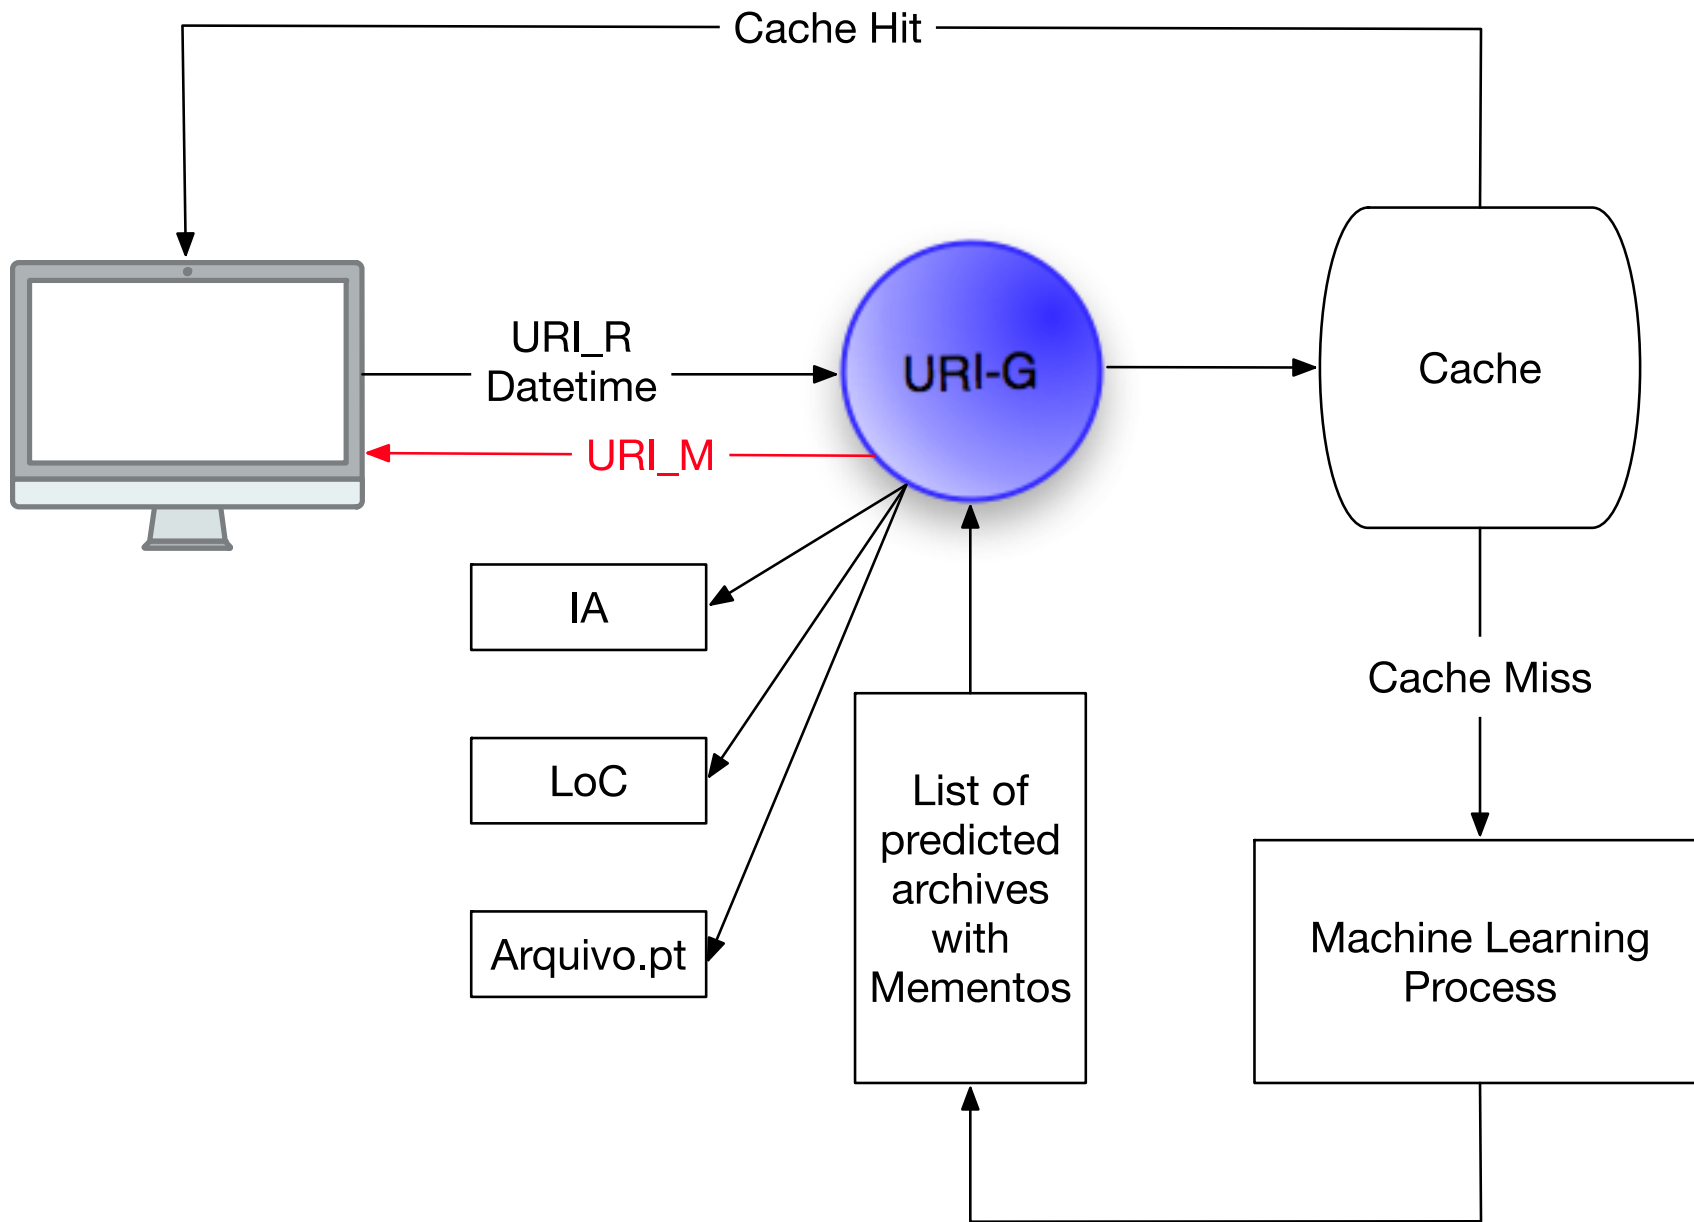 Cache Hit
URI_R
Datetime
URI-G
Cache
URI_M
IA
Cache Miss
LoC
List of
predicted
archives
with
Mementos
Arquivo.pt
Machine Learning
Process